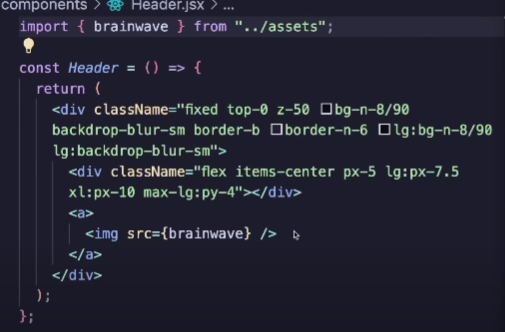 components > Header.jsx > ...
import { brainwave } from "../assets";
const Header = () => {
return (
<div className="fixed top-0 z-50 bg-n-8/90
backdrop-blur-sm border-b border-n-6 lg:bg-n-8/90
lg:backdrop-blur-sm">
<div className="flex items-center px-5 lg:px-7.5
xl:px-10 max-lg:py-4"></div>
<a>
<img src={brainwave} />
</a>
</div>
);
};